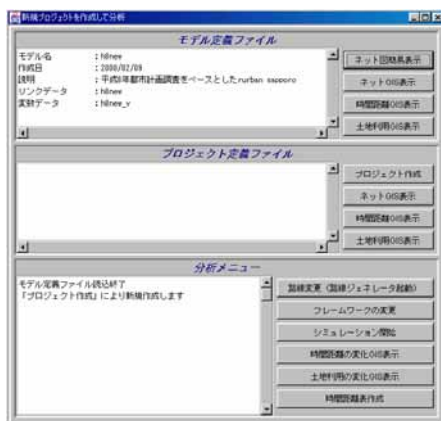 新規プロジェクトを作成して分析
モデル定義ファイル
モデル名 : h8new
作成日 : 2000/02/09
説明 : 平成8年都市計画調査をベースとしたrurban sapporo
リンクデータ : h8new
変数データ : h8new_v
ネット図簡易表示
ネットGIS表示
時間距離GIS表示
土地利用GIS表示
プロジェクト定義ファイル
プロジェクト作成
ネットGIS表示
時間距離GIS表示
土地利用GIS表示
分析メニュー
モデル定義ファイル読込終了
「プロジェクト作成」により新規作成します
路線変更(路線ジェネレータ起動)
フレームワークの変更
シミュレーション開始
時間距離の変化GIS表示
土地利用の変化GIS表示
時間距離表作成